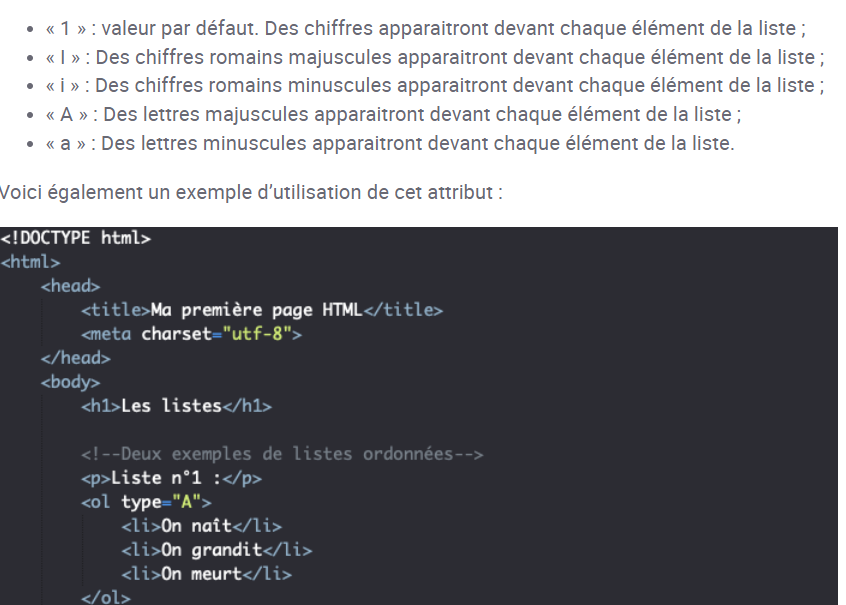 • « 1 » : valeur par défaut. Des chiffres apparaitront devant chaque élément de la liste ;
• « I » : Des chiffres romains majuscules apparaitront devant chaque élément de la liste ;
• « i » : Des chiffres romains minuscules apparaitront devant chaque élément de la liste ;
• « A » : Des lettres majuscules apparaitront devant chaque élément de la liste ;
• « a » : Des lettres minuscules apparaitront devant chaque élément de la liste.
Voici également un exemple d’utilisation de cet attribut :
<!DOCTYPE html>
<html>
    <head>
        <title>Ma première page HTML</title>
        <meta charset="utf-8">
    </head>
    <body>
        <h1>Les listes</h1>
        <!--Deux exemples de listes ordonnées-->
        <p>Liste n°1 :</p>
        <ol type="A">
            <li>On naît</li>
            <li>On grandit</li>
            <li>On meurt</li>
        </ol>